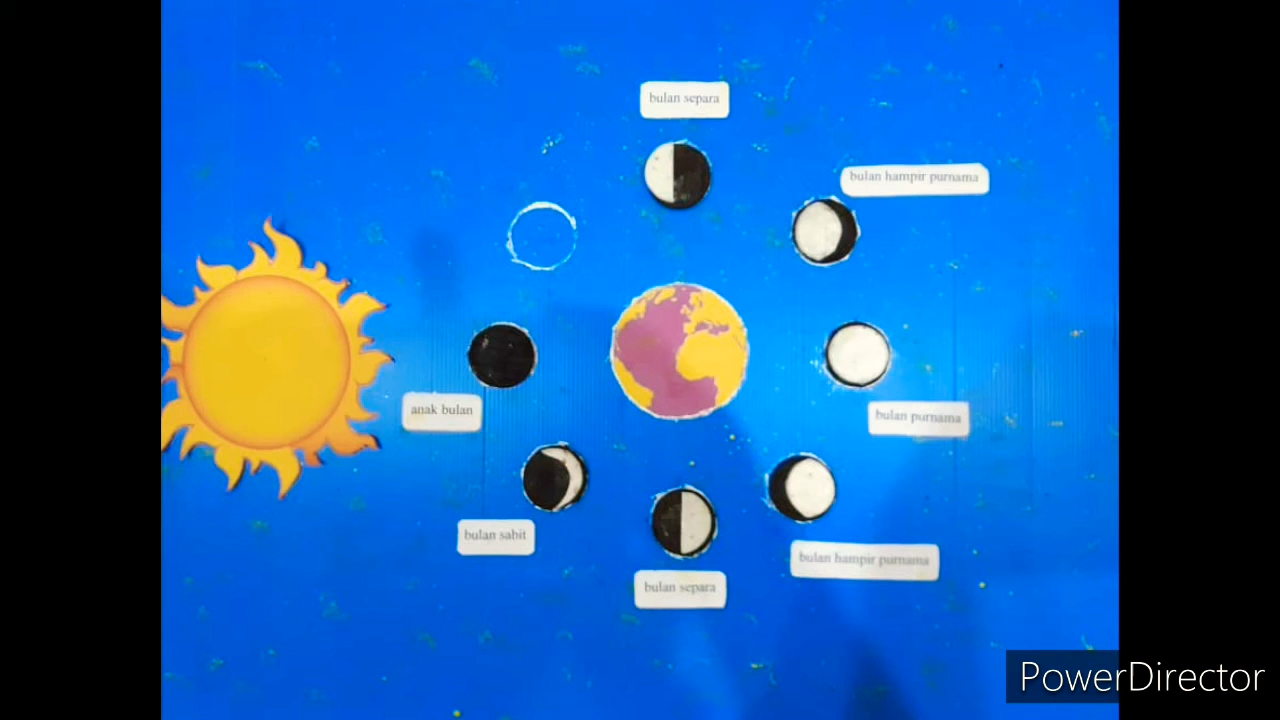 bulan separa
bulan hampir purnama
anak bulan
bulan purnama
bulan sabit
bulan hampir purnama
bulan separa
PowerDirector